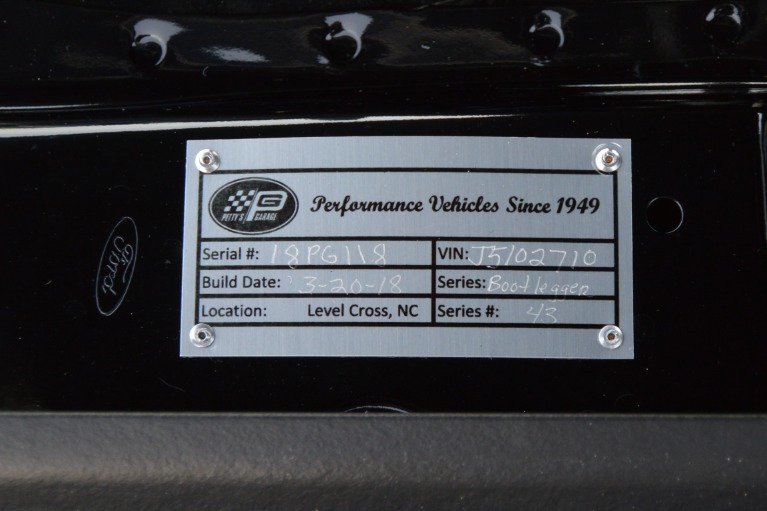 PG
PETTY'S
GARAGE
Performance Vehicles Since 1949
Serial #: 18PG118 VIN: J5102710
Build Date: 3-20-18 Series: Bootlegger
Location: Level Cross, NC Series #: 43
Ford